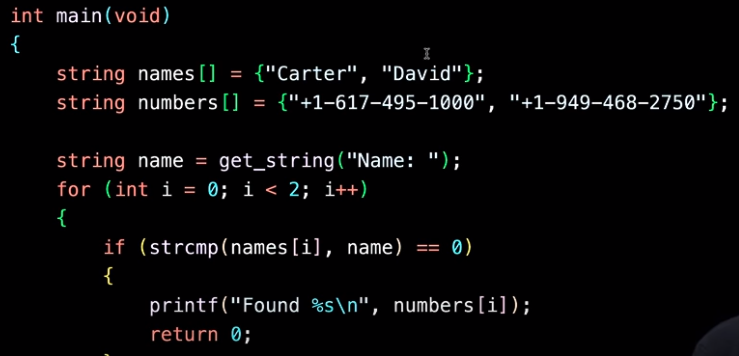 int main(void)
{
string names[] = {"Carter", "David"};
string numbers[] = {"+1-617-495-1000", "+1-949-468-2750"};
string name = get_string("Name: ");
for (int i = 0; i < 2; i++)
{
if (strcmp(names[i], name) == 0)
{
printf("Found %s\n", numbers[i]);
return 0;
}